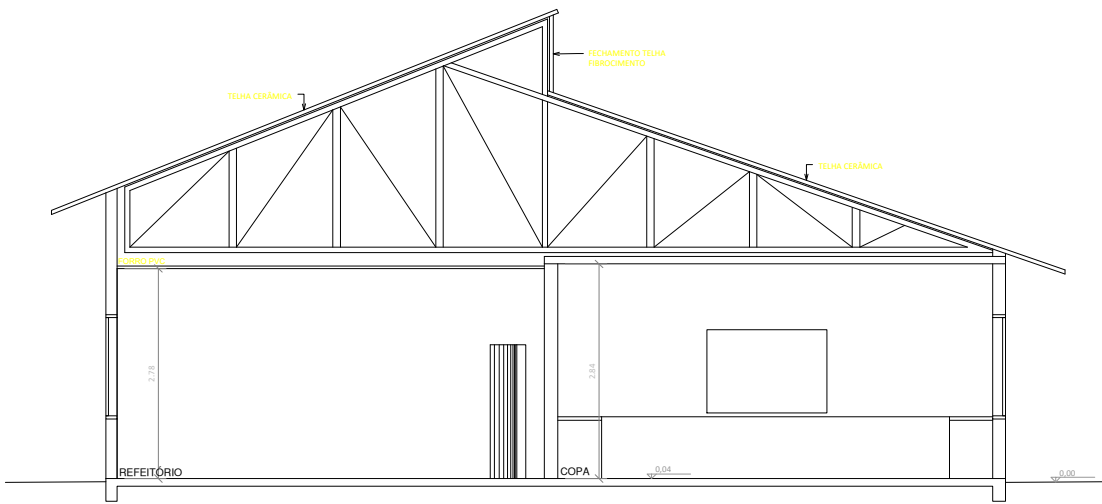 FECHAMENTO TELHA
FIBROCIMENTO
TELHA CERÂMICA
TELHA CERÂMICA
FORRO PVC
2.78
2.84
REFEITÓRIO
COPA
0,04
0,00